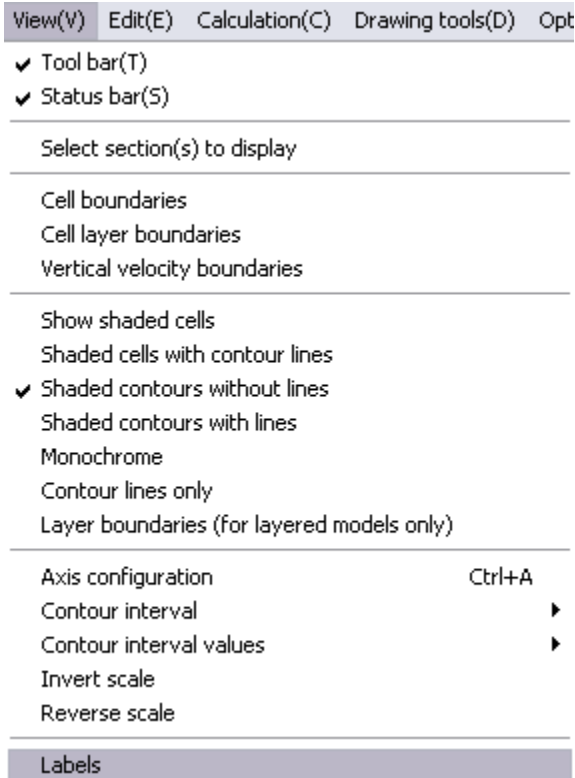 View(V) Edit(E) Calculation(C) Drawing tools(D) Opt
Tool bar(T)
Status bar(S)
Select section(s) to display
Cell boundaries
Cell layer boundaries
Vertical velocity boundaries
Show shaded cells
Shaded cells with contour lines
Shaded contours without lines
Shaded contours with lines
Monochrome
Contour lines only
Layer boundaries (for layered models only)
Axis configuration Ctrl+A
Contour interval
Contour interval values
Invert scale
Reverse scale
Labels